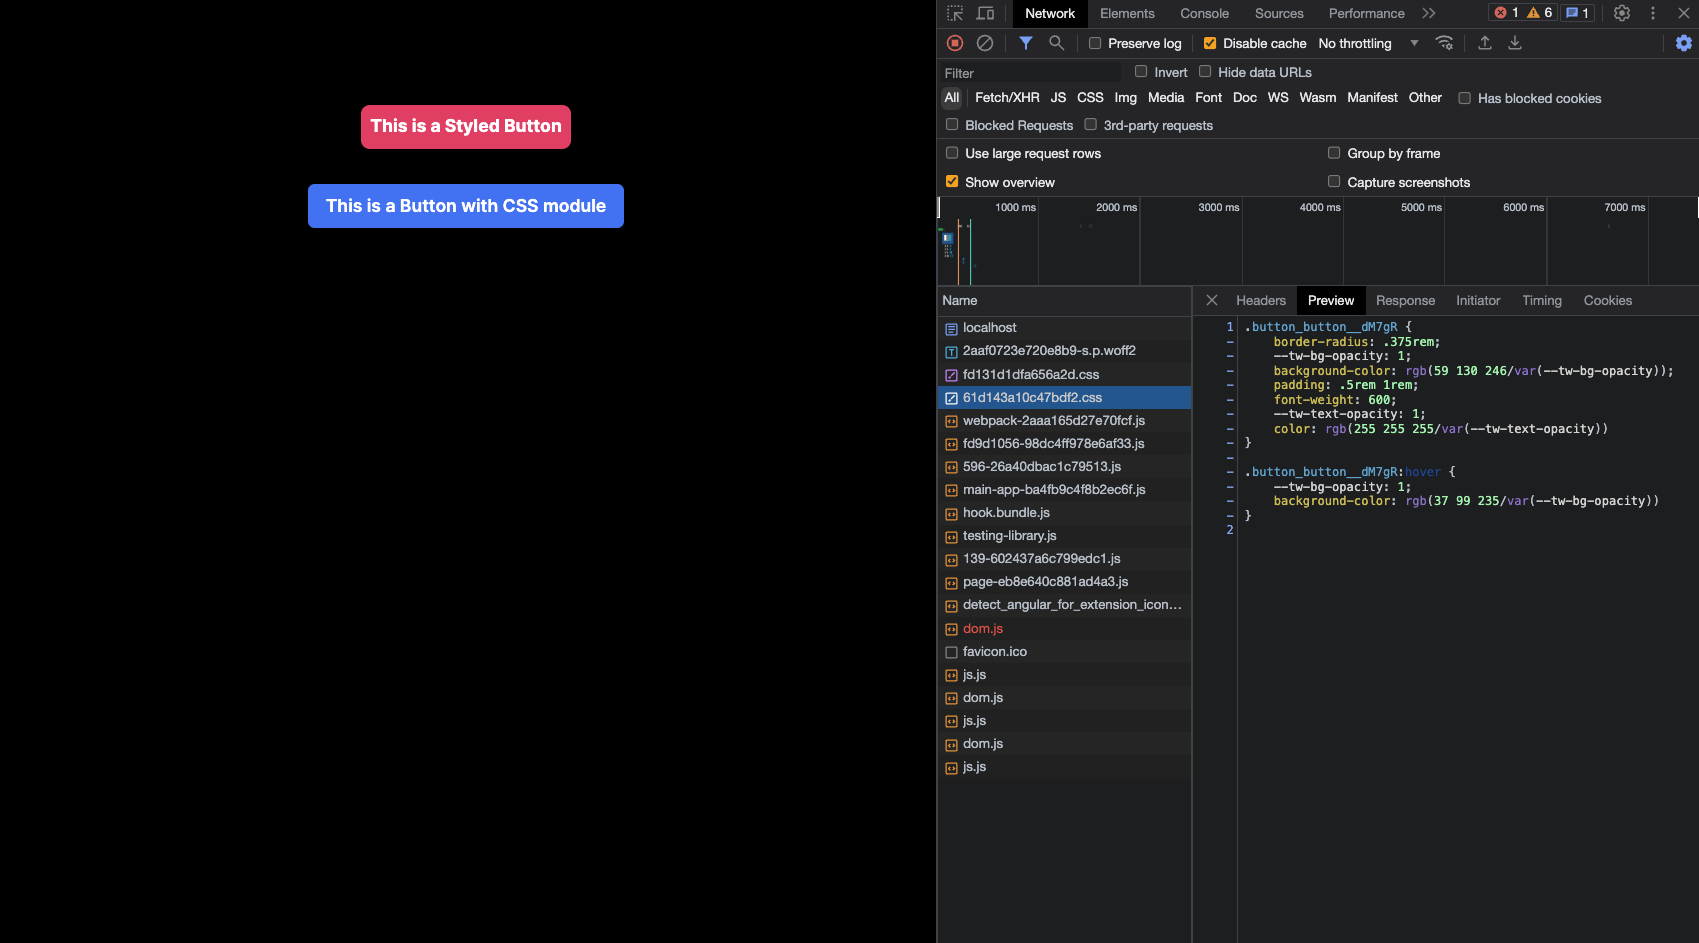 This is a Styled Button
This is a Button with CSS module
Network Elements Console Sources Performance 1 6 1
Preserve log Disable cache No throttling
Filter Invert Hide data URLs
All Fetch/XHR JS CSS Img Media Font Doc WS Wasm Manifest Other Has blocked cookies
Blocked Requests 3rd-party requests
Use large request rows Group by frame
Show overview Capture screenshots
1000 ms 2000 ms 3000 ms 4000 ms 5000 ms 6000 ms 7000 ms
Name
localhost
2aaf0723e720e8b9-s.p.woff2
fd131d1dfa656a2d.css
61d143a10c47bdf2.css
webpack-2aaa165d27e70fcf.js
fd9d1056-98dc4ff978e6af33.js
596-26a40dbac1c79513.js
main-app-ba4fb9c4f8b2ec6f.js
hook.bundle.js
testing-library.js
139-602437a6c799edc1.js
page-eb8e640c881ad4a3.js
detect_angular_for_extension_icon...
dom.js
favicon.ico
js.js
dom.js
js.js
dom.js
js.js
Headers Preview Response Initiator Timing Cookies
1 .button_button__dM7gR {
- border-radius: .375rem;
- --tw-bg-opacity: 1;
- background-color: rgb(59 130 246/var(--tw-bg-opacity));
- padding: .5rem 1rem;
- font-weight: 600;
- --tw-text-opacity: 1;
- color: rgb(255 255 255/var(--tw-text-opacity))
- }
-
- .button_button__dM7gR:hover {
- --tw-bg-opacity: 1;
- background-color: rgb(37 99 235/var(--tw-bg-opacity))
- }
2